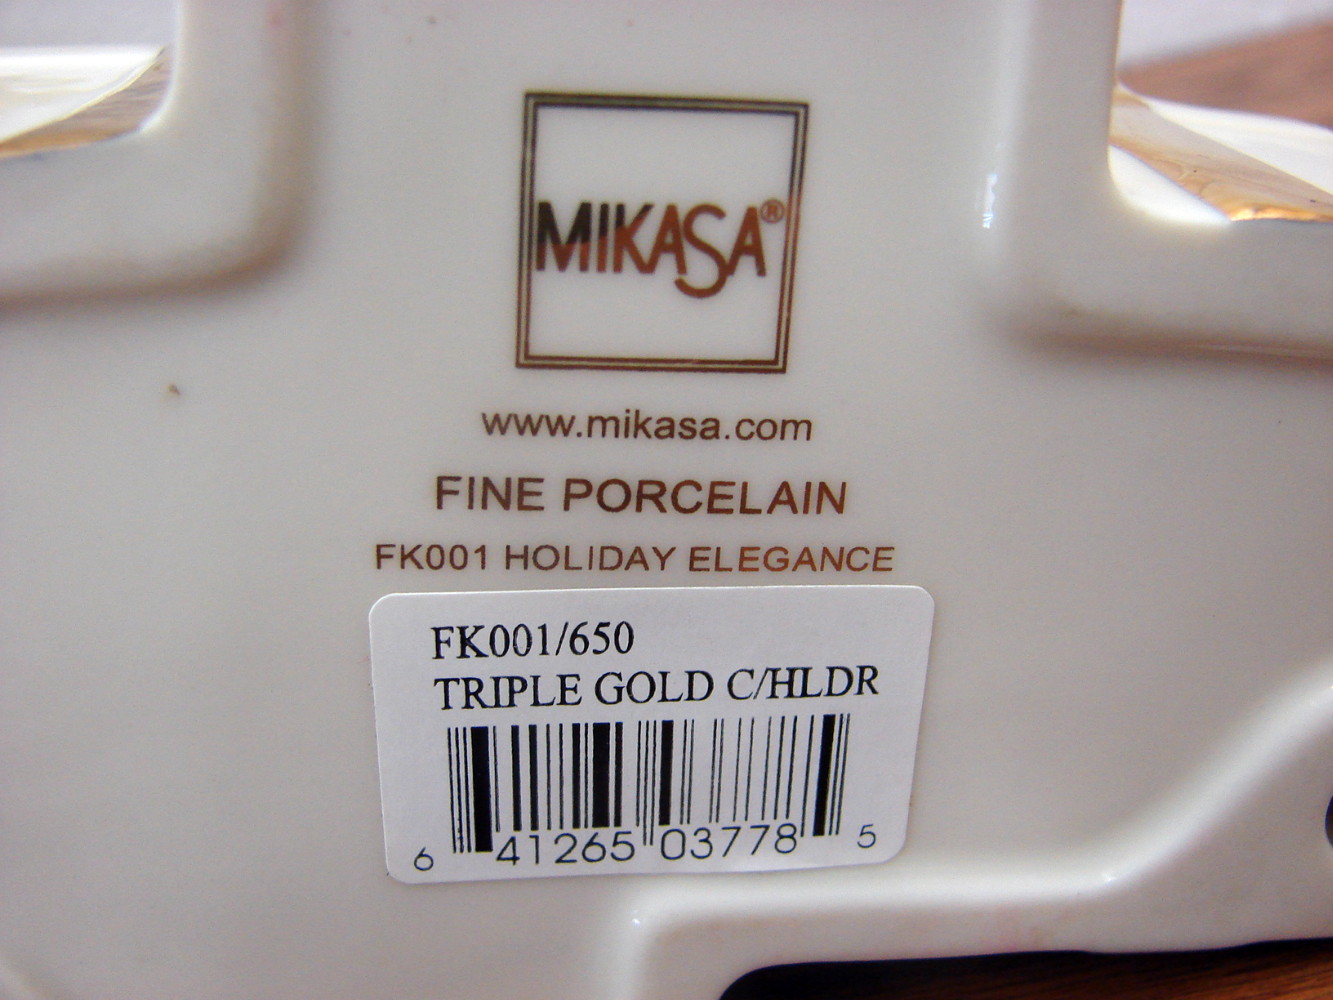 MIKASA®
www.mikasa.com
FINE PORCELAIN
FK001 HOLIDAY ELEGANCE
FK001/650
TRIPLE GOLD C/HLDR
6 41265 03778 5